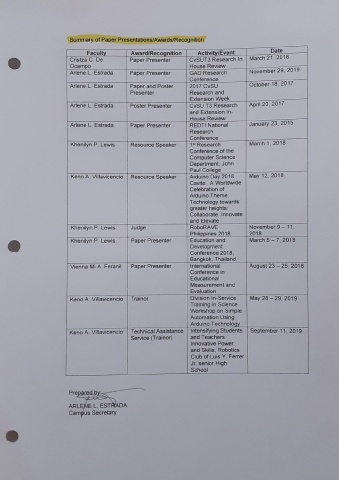 Summary of Paper Presentations/Awards/Recognition
Faculty Award/Recognition Activity/Event Date
Cristza C. De Ocampo Paper Presenter CvSUT3 Research In House Review March 21, 2018
Arlene L. Estrada Paper Presenter GAD Research Conference November 29, 2019
Arlene L. Estrada Paper and Poster Presenter 2017 CvSU Research and Extension Week October 18, 2017
Arlene L. Estrada Poster Presenter CvSU T3 Research and Extension In-House Review April 20, 2017
Arlene L. Estrada Paper Presenter REDTI National Research Conference January 23, 2015
Khenilyn P. Lewis Resource Speaker 1st Research Conference of the Computer Science Department, John Paul College March 1, 2018
Keno A. Villavicencio Resource Speaker Arduino Day 2018 Cavite: A Worldwide Celebration of Arduino Theme: Technology towards greater heights: Collaborate, Innovate and Elevate May 12, 2018
Khenilyn P. Lewis Judge RoboRAVE Philippines 2018 November 9 – 11, 2018
Khenilyn P. Lewis Paper Presenter Education and Development Conference 2018, Bangkok, Thailand March 5 – 7, 2018
Vienna Mi A. Feranil Paper Presenter International Conference in Educational Measurement and Evaluation August 23 – 25, 2018
Keno A. Villavicencio Trainor Division In-Service Training in Science Workshop on Simple Automation Using Arduino Technology May 28 – 29, 2019
Keno A. Villavicencio Technical Assistance Service (Trainor) Intensifying Students and Teachers Innovative Power and Skills, Robotics Club of Luis Y. Ferrer Jr. senior High School September 11, 2019
Prepared by
ARLENE L. ESTRADA
Campus Secretary